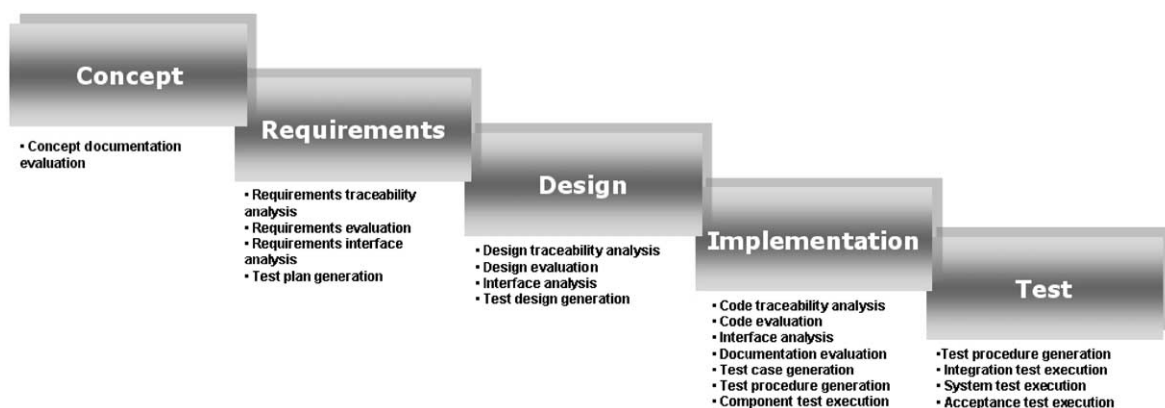 Concept
▪ Concept documentation
evaluation
Requirements
▪ Requirements traceability
analysis
▪ Requirements evaluation
▪ Requirements interface
analysis
▪ Test plan generation
Design
▪ Design traceability analysis
▪ Design evaluation
▪ Interface analysis
▪ Test design generation
Implementation
▪ Code traceability analysis
▪ Code evaluation
▪ Interface analysis
▪ Documentation evaluation
▪ Test case generation
▪ Test procedure generation
▪ Component test execution
Test
▪Test procedure generation
▪ Integration test execution
▪ System test execution
▪ Acceptance test execution